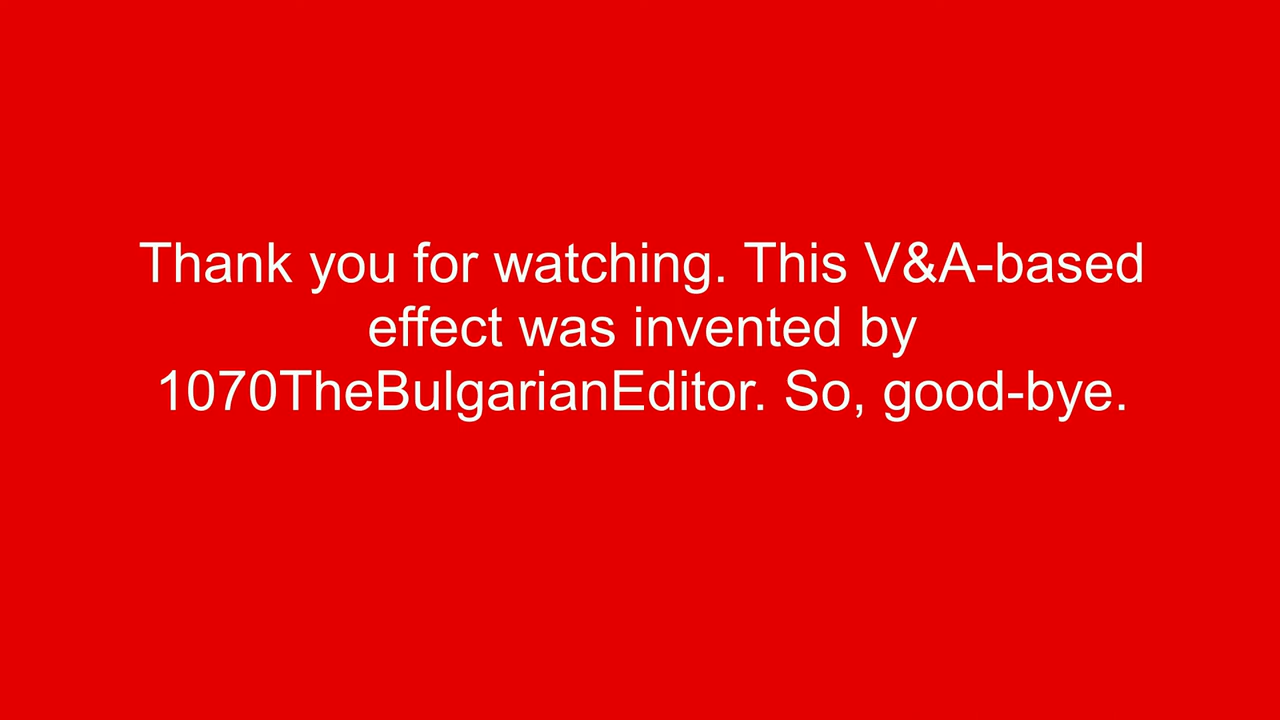 Thank you for watching. This V&A-based
effect was invented by
1070TheBulgarianEditor. So, good-bye.